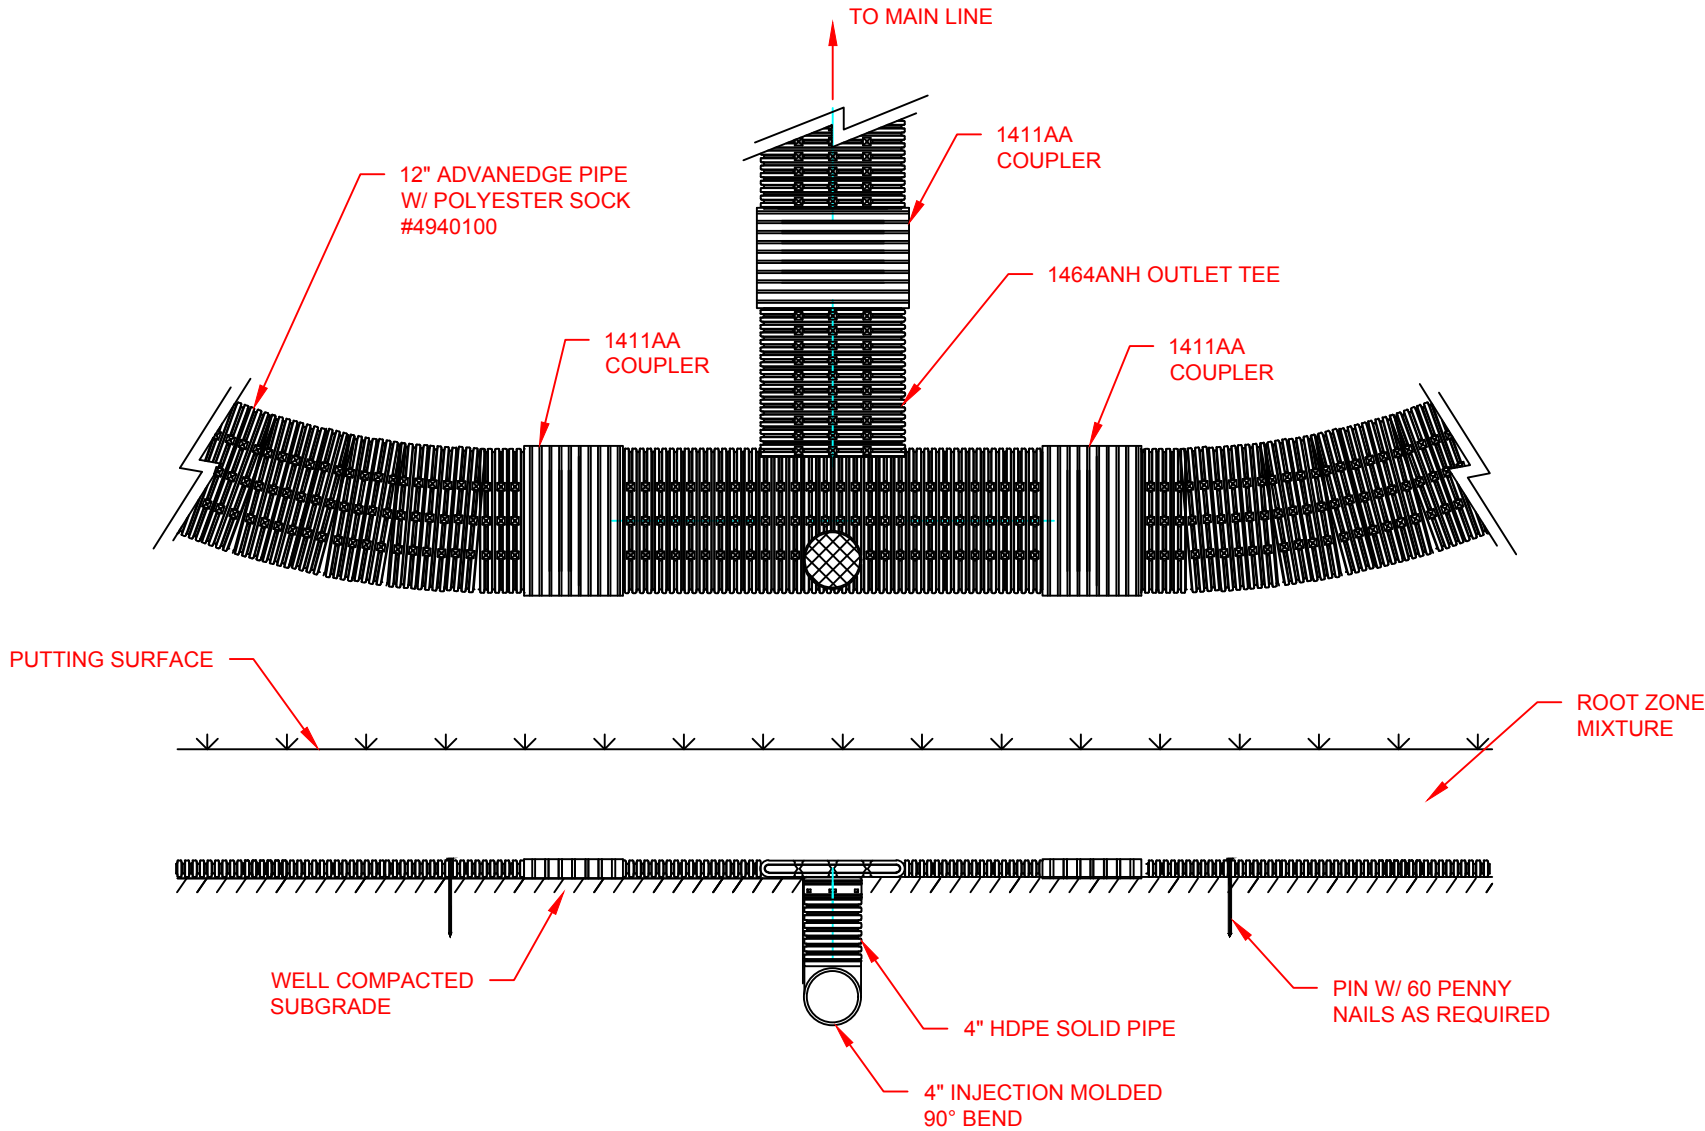 TO MAIN LINE
1411AA
COUPLER
12" ADVANEDGE PIPE
W/ POLYESTER SOCK
#4940100
1464ANH OUTLET TEE
1411AA
COUPLER
1411AA
COUPLER
PUTTING SURFACE
ROOT ZONE
MIXTURE
WELL COMPACTED
SUBGRADE
PIN W/ 60 PENNY
NAILS AS REQUIRED
4" HDPE SOLID PIPE
4" INJECTION MOLDED
90° BEND